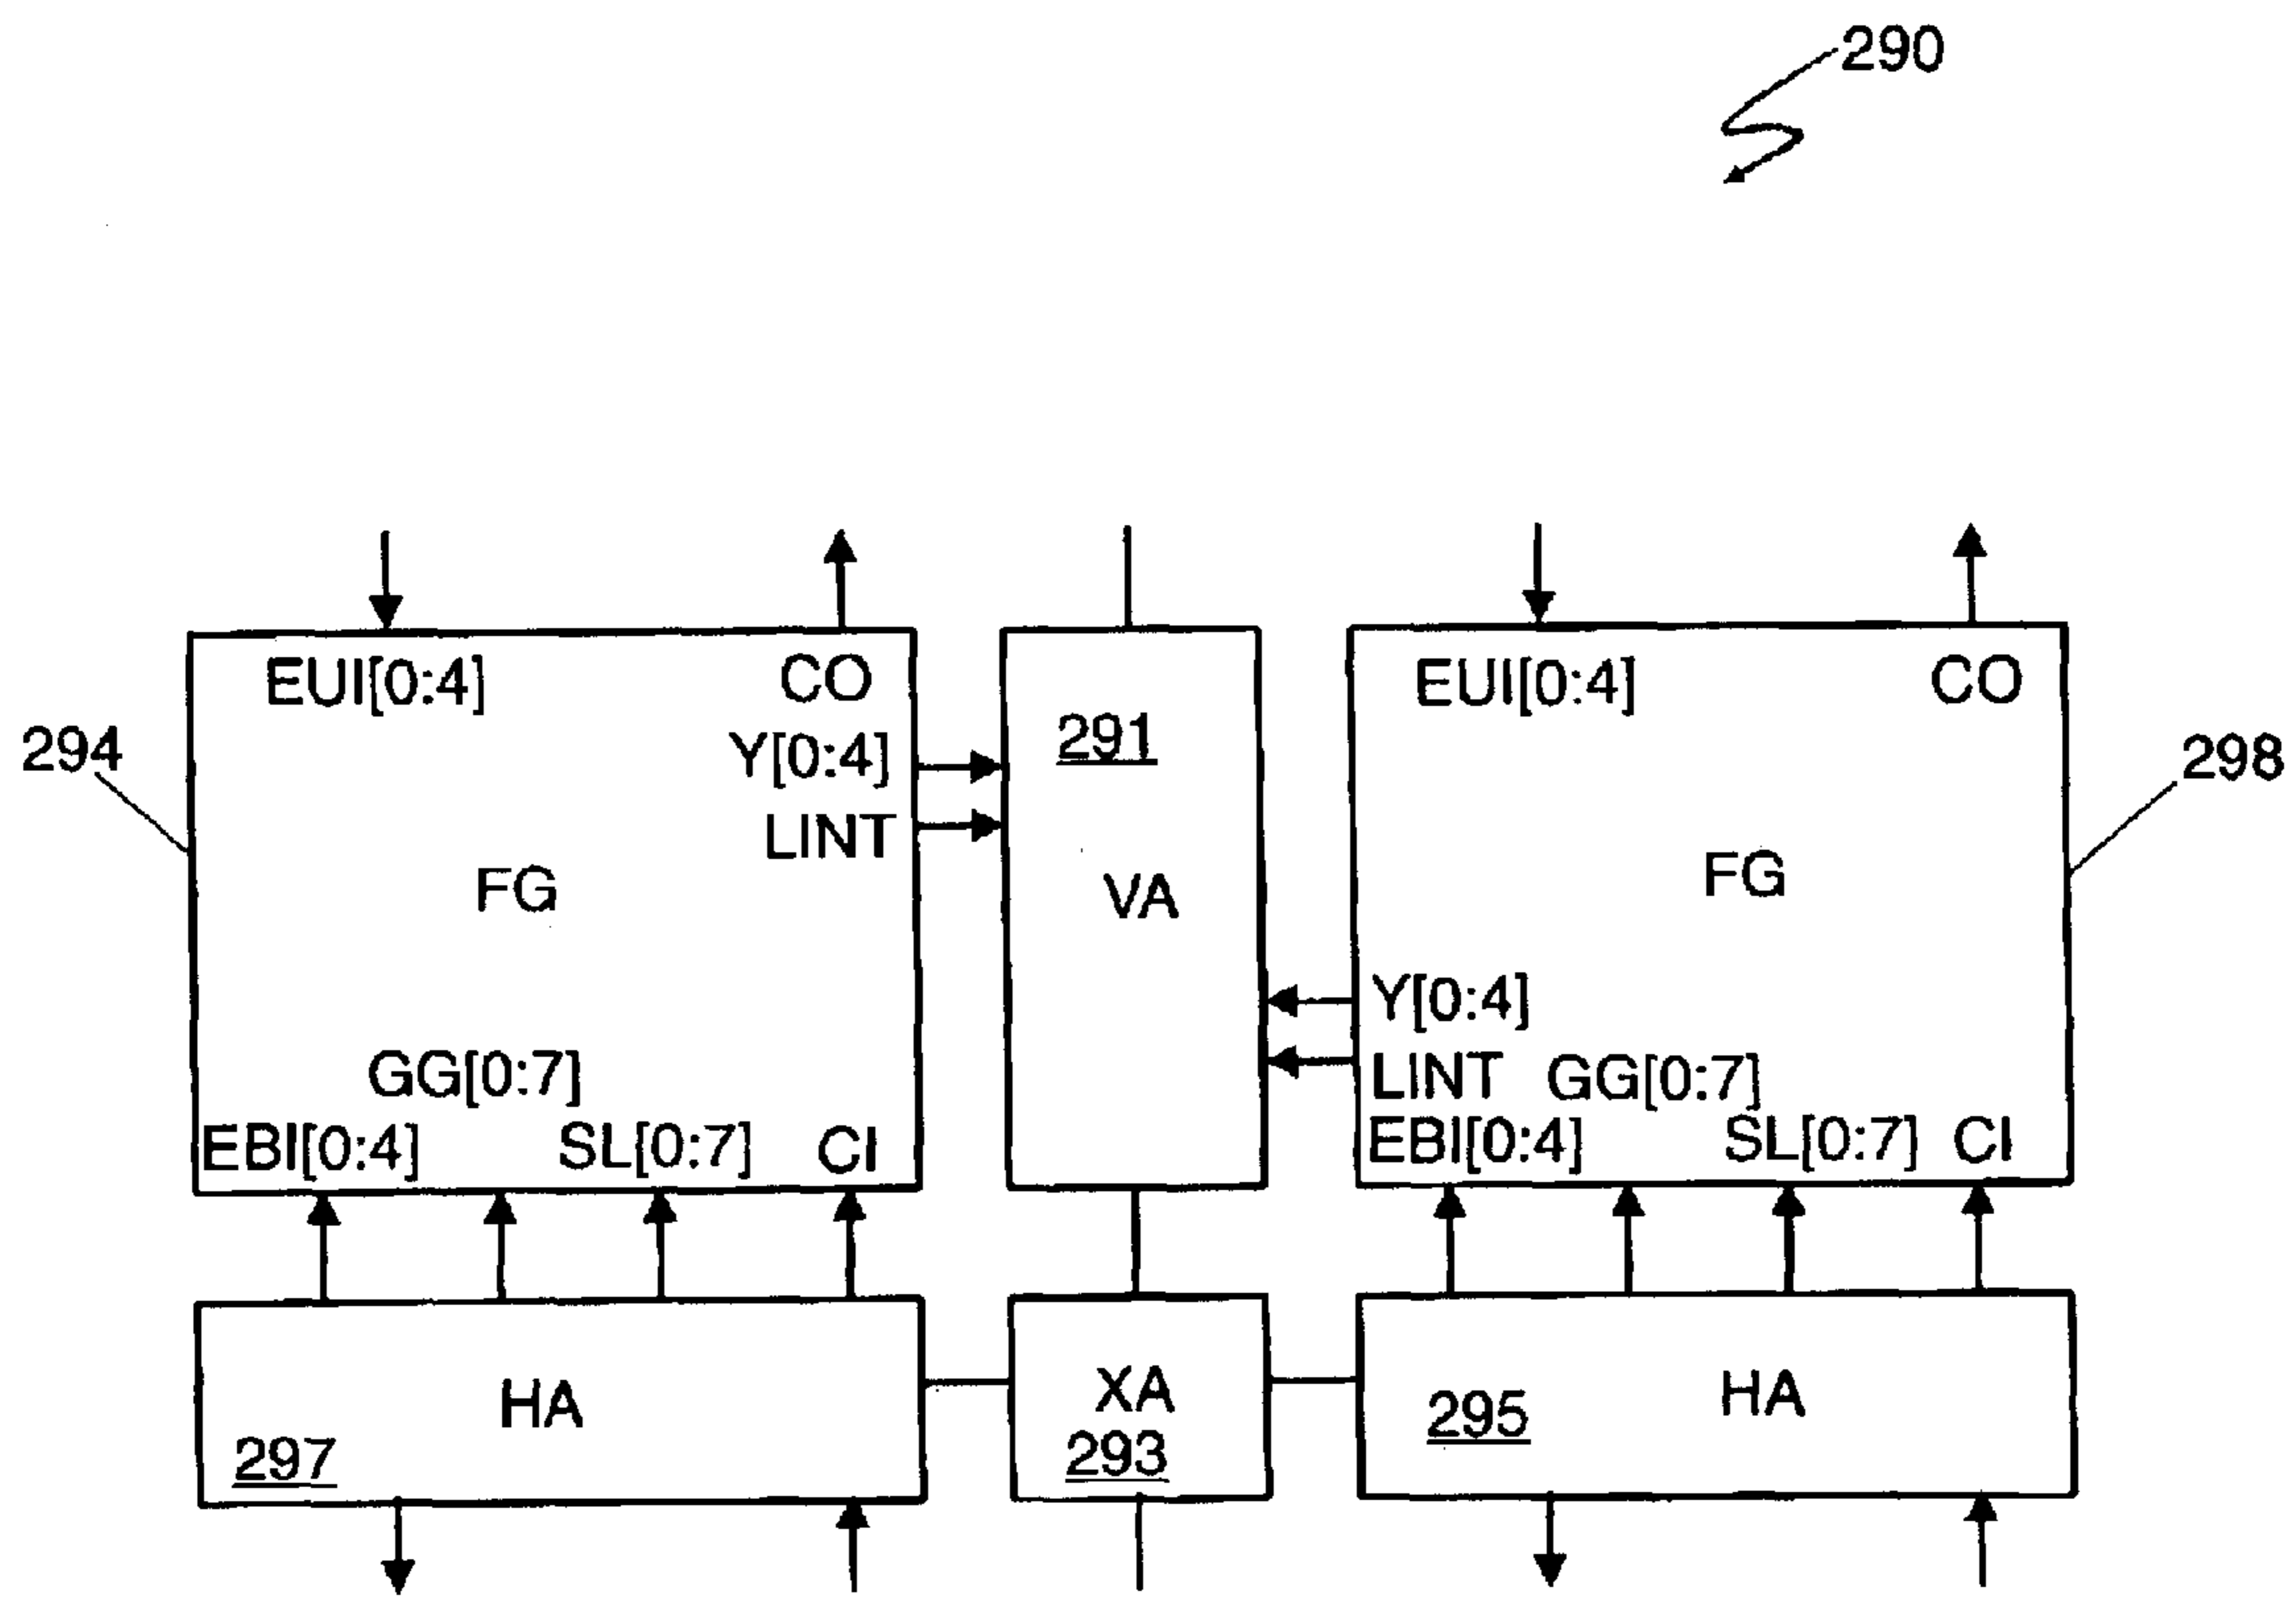 290
EUI[0:4] CO
EUI[0:4] CO
294
Y[0:4]
291
298
LINT
FG
VA
FG
Y[0:4]
GG[0:7]
LINT GG[0:7]
EBI[0:4] SL[0:7] CI
EBI[0:4] SL[0:7] CI
HA
297
XA
293
295
HA